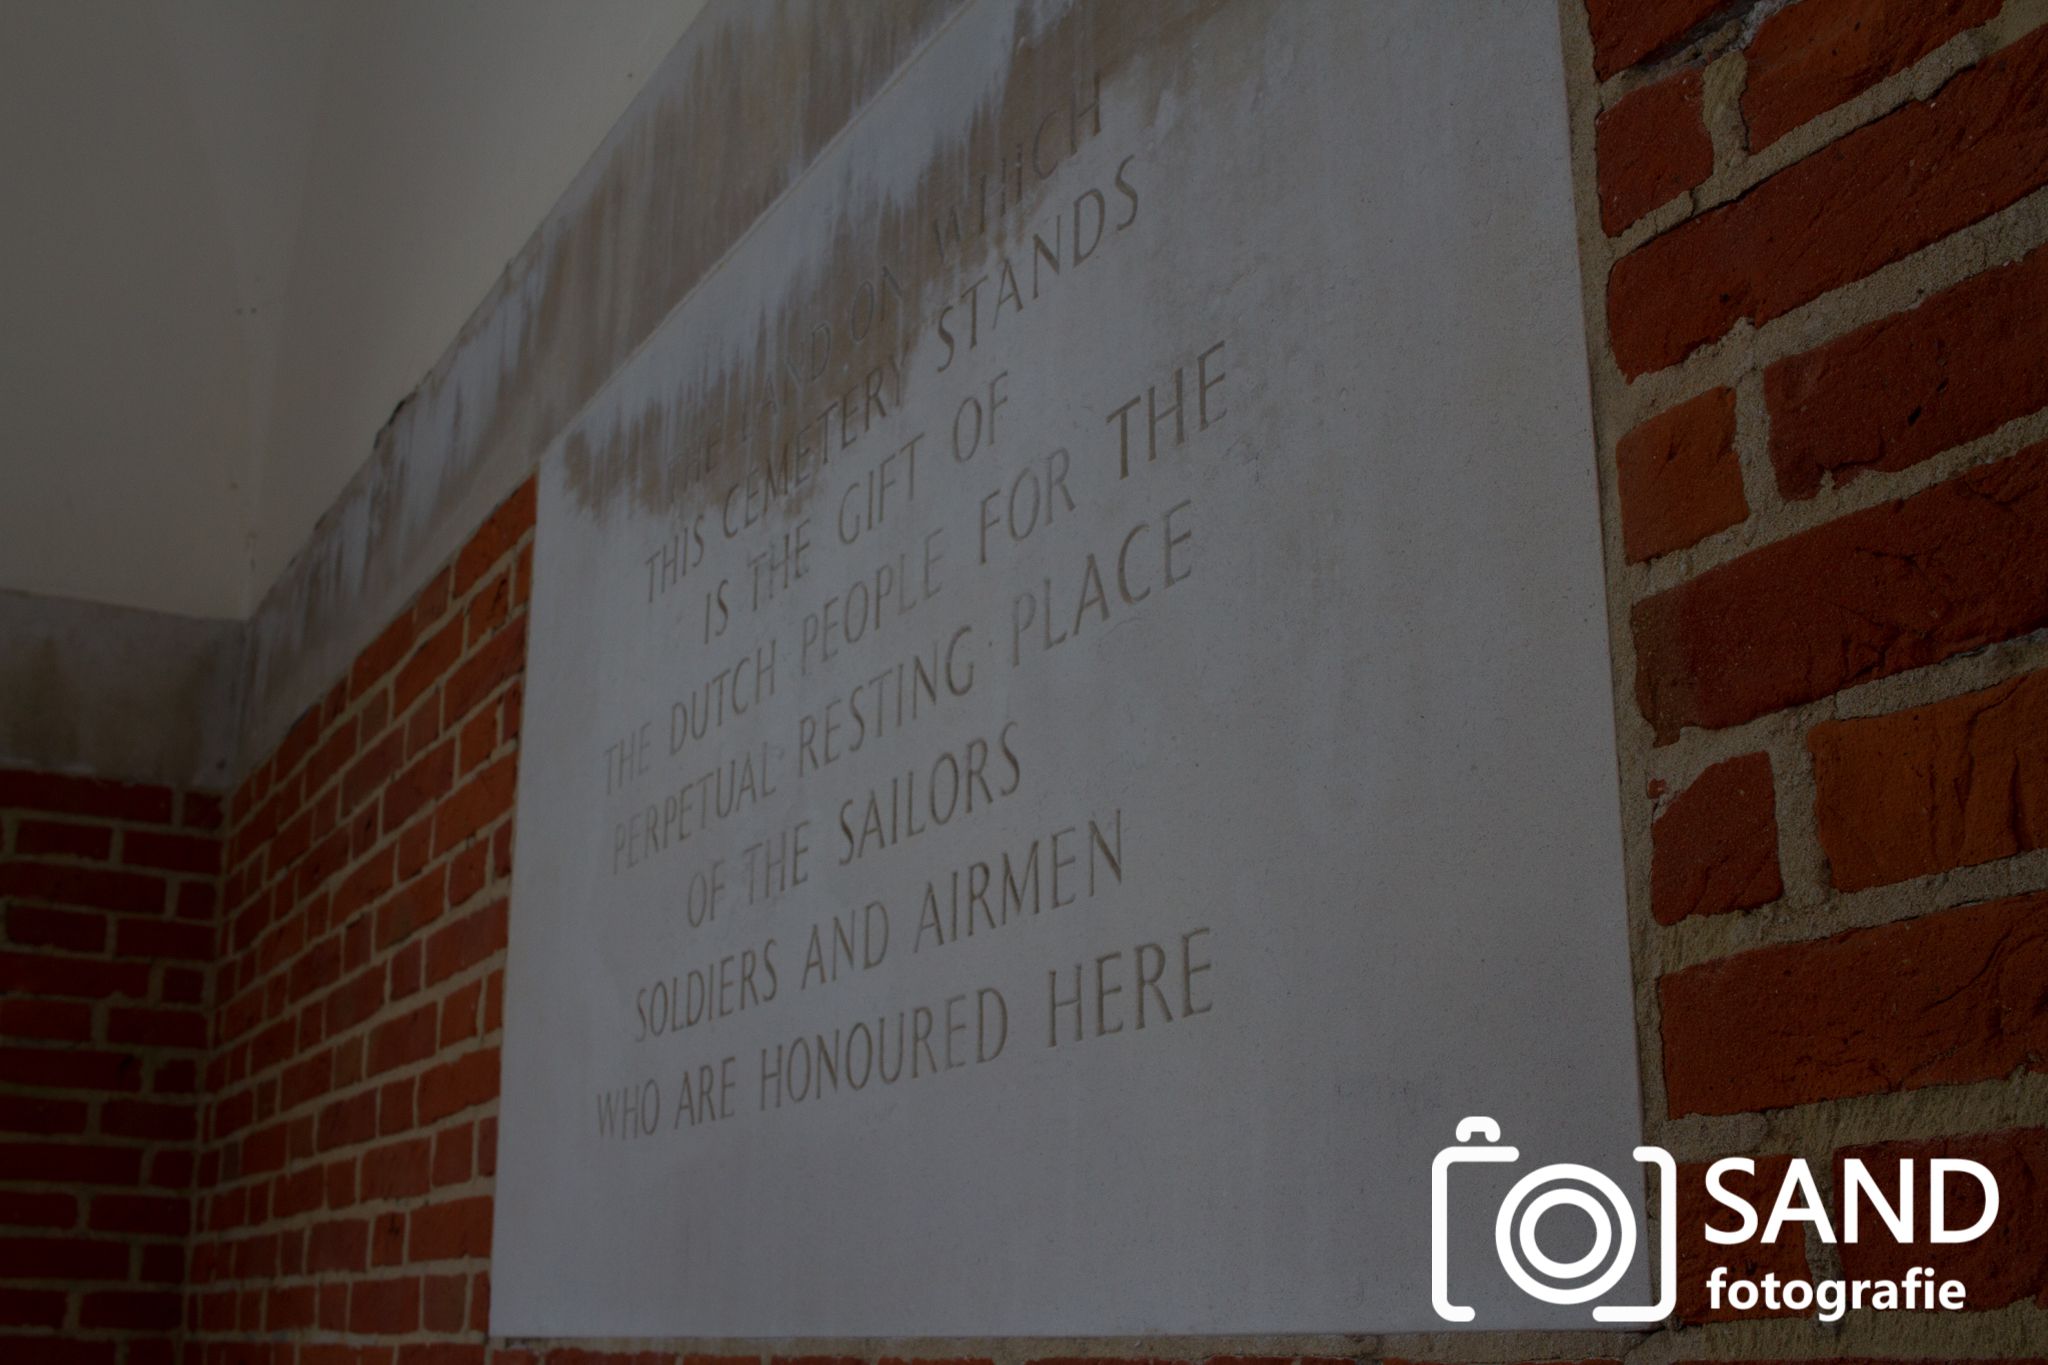 THE LAND ON WHICH
THIS CEMETERY STANDS
IS THE GIFT OF
THE DUTCH PEOPLE FOR THE
PERPETUAL RESTING PLACE
OF THE SAILORS
SOLDIERS AND AIRMEN
WHO ARE HONOURED HERE
SAND
fotografie